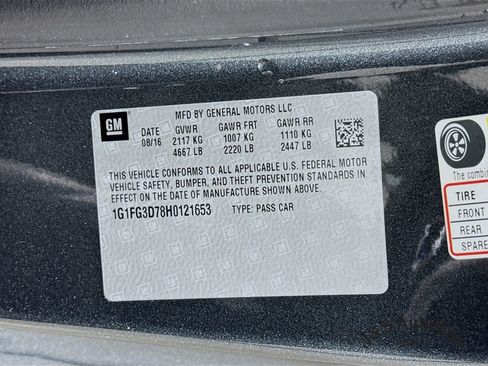 MFD BY GENERAL MOTORS LLC
GM
DATE GVWR GAWR FRT GAWR RR
08/16 2117 KG 1007 KG 1110 KG
4667 LB 2220 LB 2447 LB
THIS VEHICLE CONFORMS TO ALL APPLICABLE U.S. FEDERAL MOTOR
VEHICLE SAFETY, BUMPER, AND THEFT PREVENTION STANDARDS IN
EFFECT ON THE DATE OF MANUFACTURE SHOWN ABOVE.
1G1FG3D78H0121653 TYPE: PASS CAR
The combin
TIRE
FRONT
REAR
SPARE